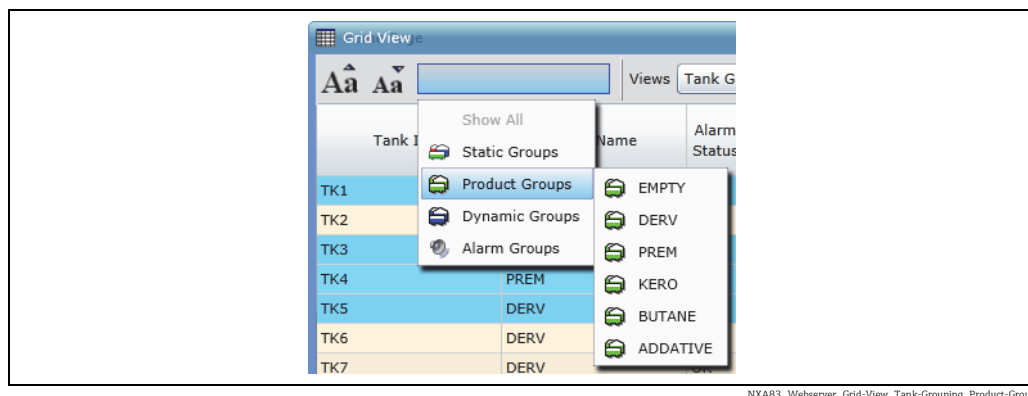 Grid View
Aa Aa Views Tank G
Show All
Tank I Name Alarm
Status
Static Groups
TK1 Product Groups EMPTY
TK2 Dynamic Groups DERV
TK3 Alarm Groups PREM
TK4 PREM KERO
TK5 DERV BUTANE
TK6 DERV ADDATIVE
TK7 DERV
NXA83_Webserver_Grid-View_Tank-Grouping_Product-Grou